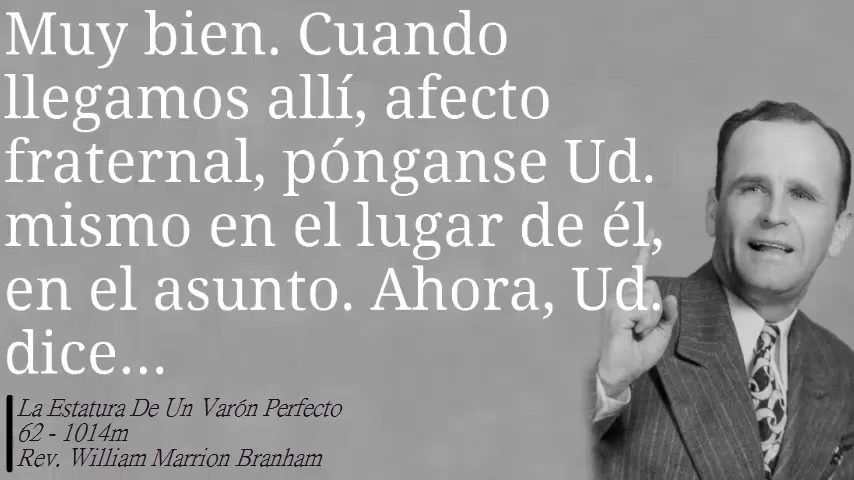 Muy bien. Cuando
llegamos allí, afecto
fraternal, pónganse Ud.
mismo en el lugar de él,
en el asunto. Ahora, Ud.
dice...
La Estatura De Un Varón Perfecto
62 - 1014m
Rev. William Marrion Branham